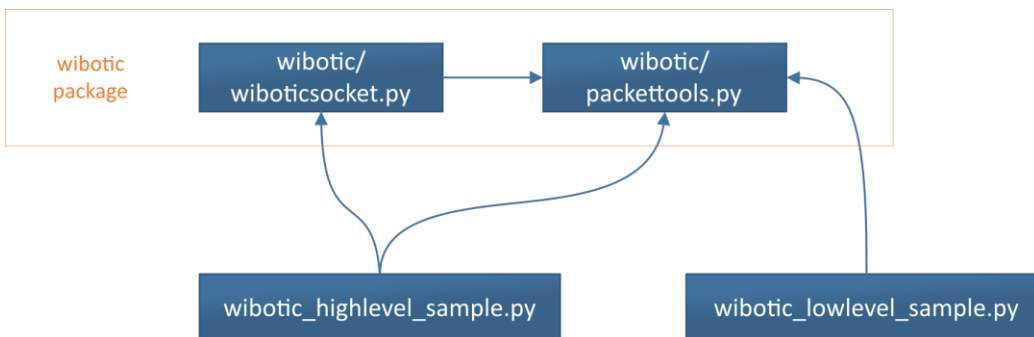 wibotic
package
wibotic/
wiboticsocket.py
wibotic/
packettools.py
wibotic_highlevel_sample.py
wibotic_lowlevel_sample.py